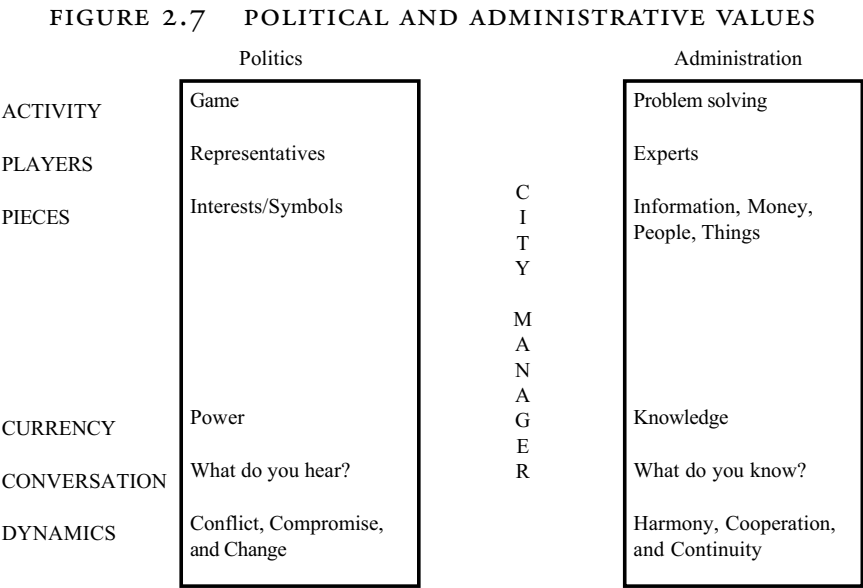 FIGURE 2.7 POLITICAL AND ADMINISTRATIVE VALUES
Politics Administration
ACTIVITY Game Problem solving
PLAYERS Representatives Experts
PIECES Interests/Symbols Information, Money,
People, Things
C
I
T
Y
M
A
N
A
G
E
R
CURRENCY Power Knowledge
CONVERSATION What do you hear? What do you know?
DYNAMICS Conflict, Compromise, Harmony, Cooperation,
and Change and Continuity